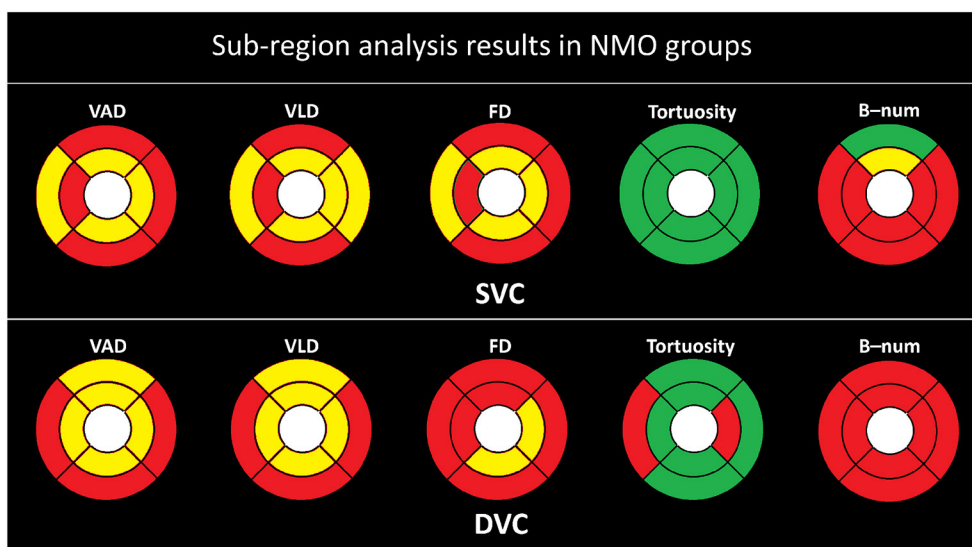 Sub-region analysis results in NMO groups
VAD VLD FD Tortuosity B–num
SVC
VAD VLD FD Tortuosity B–num
DVC